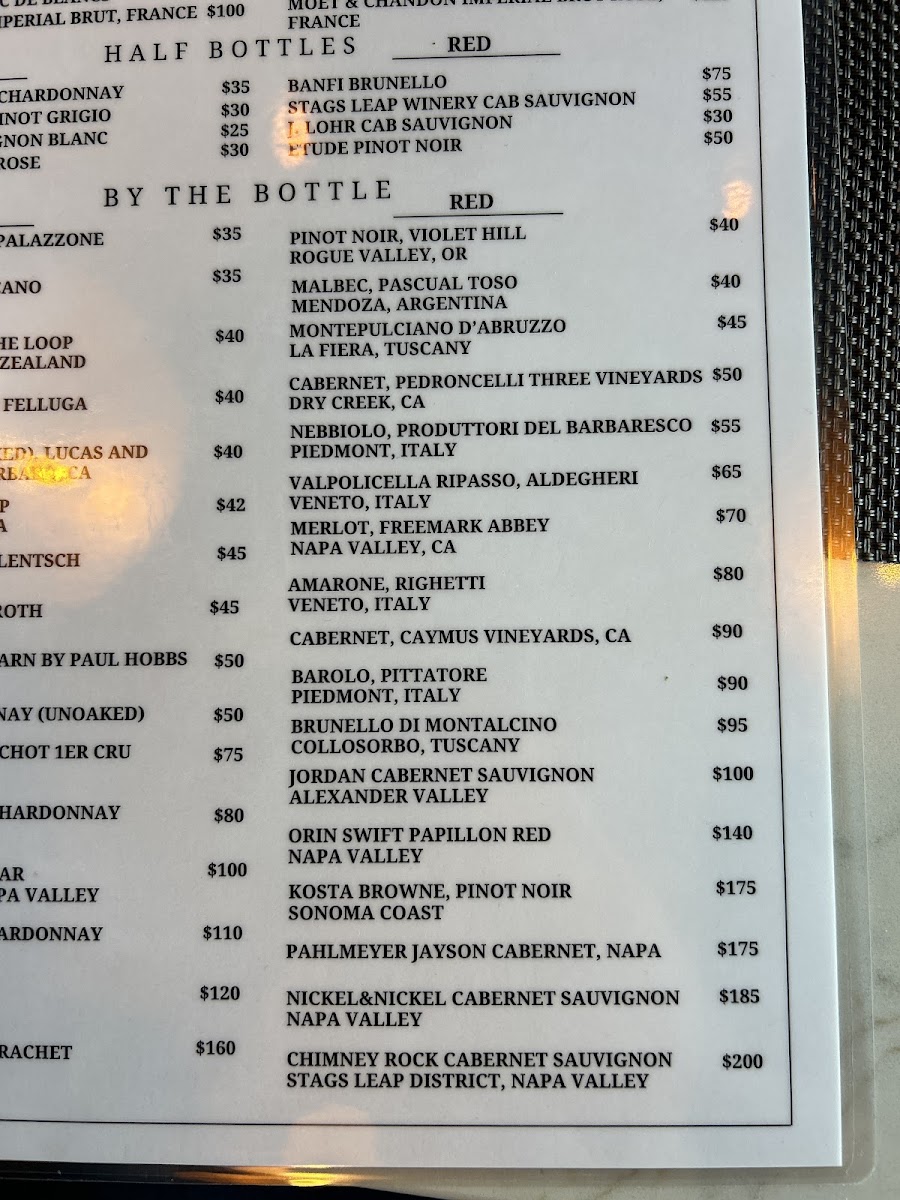 IMPERIAL BRUT, FRANCE $100
FRANCE
HALF BOTTLES
RED
CHARDONNAY $35
PINOT GRIGIO $30
GNON BLANC $25
ROSE $30
BANFI BRUNELLO $75
STAGS LEAP WINERY CAB SAUVIGNON $55
J. LOHR CAB SAUVIGNON $30
ETUDE PINOT NOIR $50
BY THE BOTTLE
RED
PALAZZONE $35
ANO $35
HE LOOP $40
ZEALAND
FELLUGA $40
KED), LUCAS AND $40
RBARA, CA
P $42
A
LENTSCH $45
ROTH $45
ARN BY PAUL HOBBS $50
NAY (UNOAKED) $50
CHOT 1ER CRU $75
HARDONNAY $80
AR $100
PA VALLEY
ARDONNAY $110
$120
RACHET $160
PINOT NOIR, VIOLET HILL $40
ROGUE VALLEY, OR
MALBEC, PASCUAL TOSO $40
MENDOZA, ARGENTINA
MONTEPULCIANO D'ABRUZZO $45
LA FIERA, TUSCANY
CABERNET, PEDRONCELLI THREE VINEYARDS $50
DRY CREEK, CA
NEBBIOLO, PRODUTTORI DEL BARBARESCO $55
PIEDMONT, ITALY
VALPOLICELLA RIPASSO, ALDEGHERI $65
VENETO, ITALY
MERLOT, FREEMARK ABBEY $70
NAPA VALLEY, CA
AMARONE, RIGHETTI $80
VENETO, ITALY
CABERNET, CAYMUS VINEYARDS, CA $90
BAROLO, PITTATORE $90
PIEDMONT, ITALY
BRUNELLO DI MONTALCINO $95
COLLOSORBO, TUSCANY
JORDAN CABERNET SAUVIGNON $100
ALEXANDER VALLEY
ORIN SWIFT PAPILLON RED $140
NAPA VALLEY
KOSTA BROWNE, PINOT NOIR $175
SONOMA COAST
PAHLMEYER JAYSON CABERNET, NAPA $175
NICKEL&NICKEL CABERNET SAUVIGNON $185
NAPA VALLEY
CHIMNEY ROCK CABERNET SAUVIGNON $200
STAGS LEAP DISTRICT, NAPA VALLEY